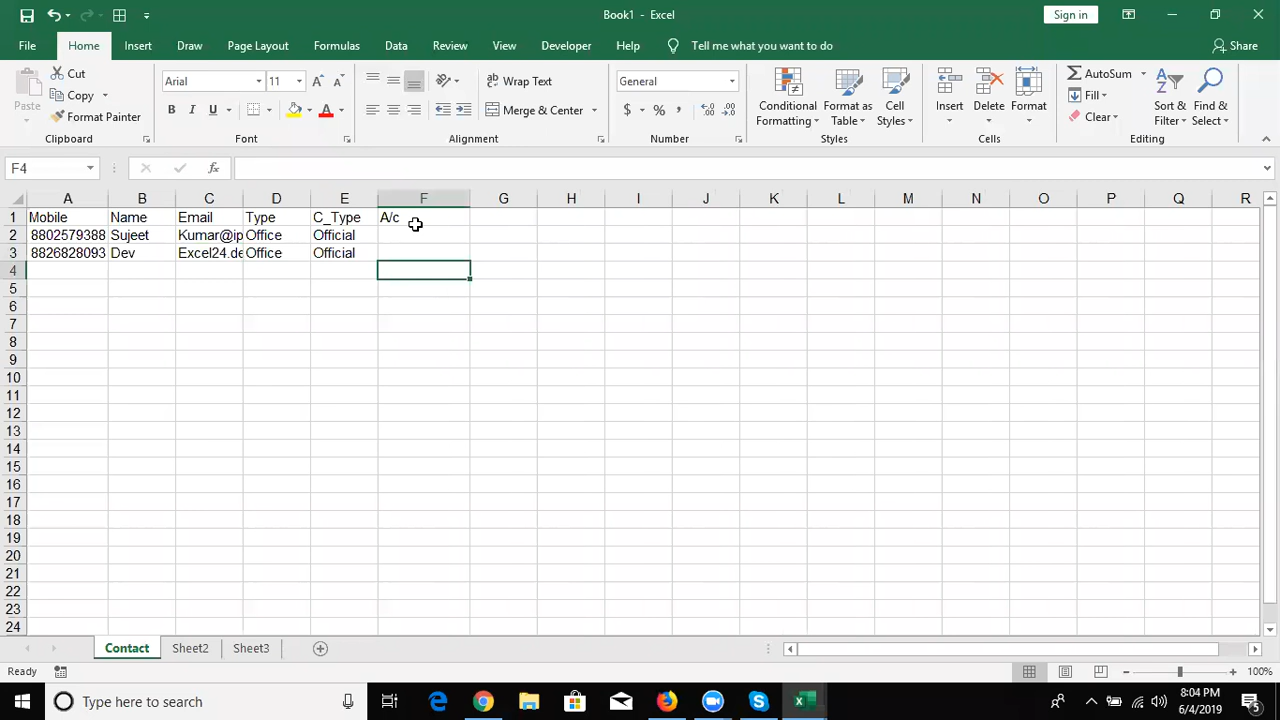 Book1 - Excel
Sign in
File Home Insert Draw Page Layout Formulas Data Review View Developer Help Tell me what you want to do Share
Paste
Cut
Copy
Format Painter
Clipboard
Arial 11
B I U
Font
Wrap Text
Merge & Center
Alignment
General
$ % ,
Number
Conditional Formatting
Format as Table
Cell Styles
Styles
Insert Delete Format
Cells
AutoSum
Fill
Clear
Sort & Filter
Find & Select
Editing
F4 fx
A B C D E F G H I J K L M N O P Q R
1 Mobile Name Email Type C_Type A/c
2 8802579388 Sujeet Kumar@ip Office Official
3 8826828093 Dev Excel24.de Office Official
4
5
6
7
8
9
10
11
12
13
14
15
16
17
18
19
20
21
22
23
24
Contact Sheet2 Sheet3
Ready 100%
Type here to search
8:04 PM
6/4/2019
5